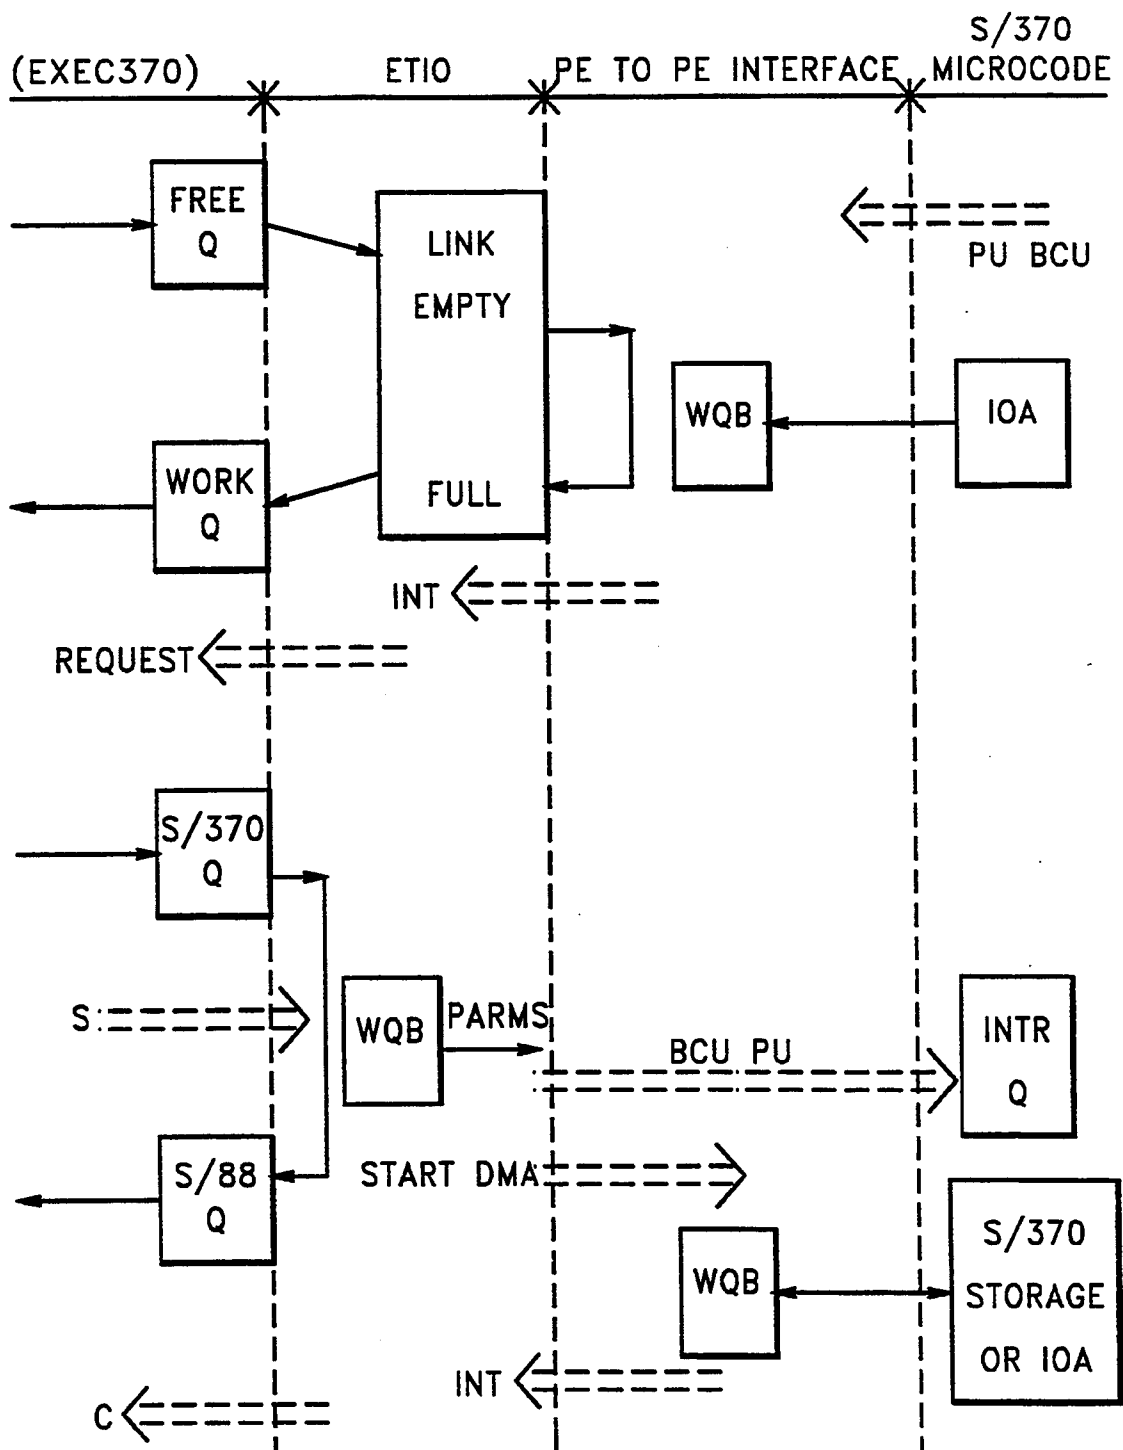 (EXEC370)
ETIO
PE TO PE INTERFACE
S/370
MICROCODE
FREE
Q
LINK
EMPTY
FULL
PU BCU
WQB
IOA
WORK
Q
INT
REQUEST
S/370
Q
S
WQB
PARMS
BCU PU
INTR
Q
START DMA
S/88
Q
WQB
S/370
STORAGE
OR IOA
INT
C